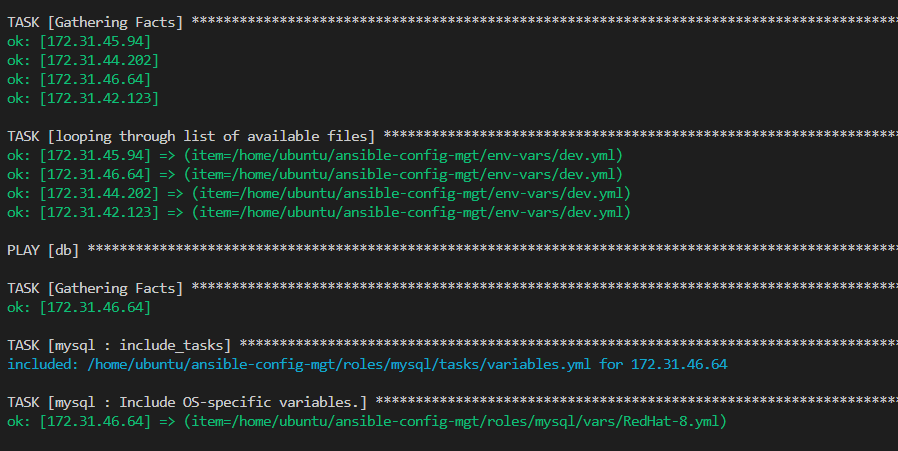 TASK [Gathering Facts] *****************************************************************************************
ok: [172.31.45.94]
ok: [172.31.44.202]
ok: [172.31.46.64]
ok: [172.31.42.123]
TASK [looping through list of available files] *****************************************************************
ok: [172.31.45.94] => (item=/home/ubuntu/ansible-config-mgt/env-vars/dev.yml)
ok: [172.31.46.64] => (item=/home/ubuntu/ansible-config-mgt/env-vars/dev.yml)
ok: [172.31.44.202] => (item=/home/ubuntu/ansible-config-mgt/env-vars/dev.yml)
ok: [172.31.42.123] => (item=/home/ubuntu/ansible-config-mgt/env-vars/dev.yml)
PLAY [db] ******************************************************************************************************
TASK [Gathering Facts] *****************************************************************************************
ok: [172.31.46.64]
TASK [mysql : include_tasks] ***********************************************************************************
included: /home/ubuntu/ansible-config-mgt/roles/mysql/tasks/variables.yml for 172.31.46.64
TASK [mysql : Include OS-specific variables.] ******************************************************************
ok: [172.31.46.64] => (item=/home/ubuntu/ansible-config-mgt/roles/mysql/vars/RedHat-8.yml)